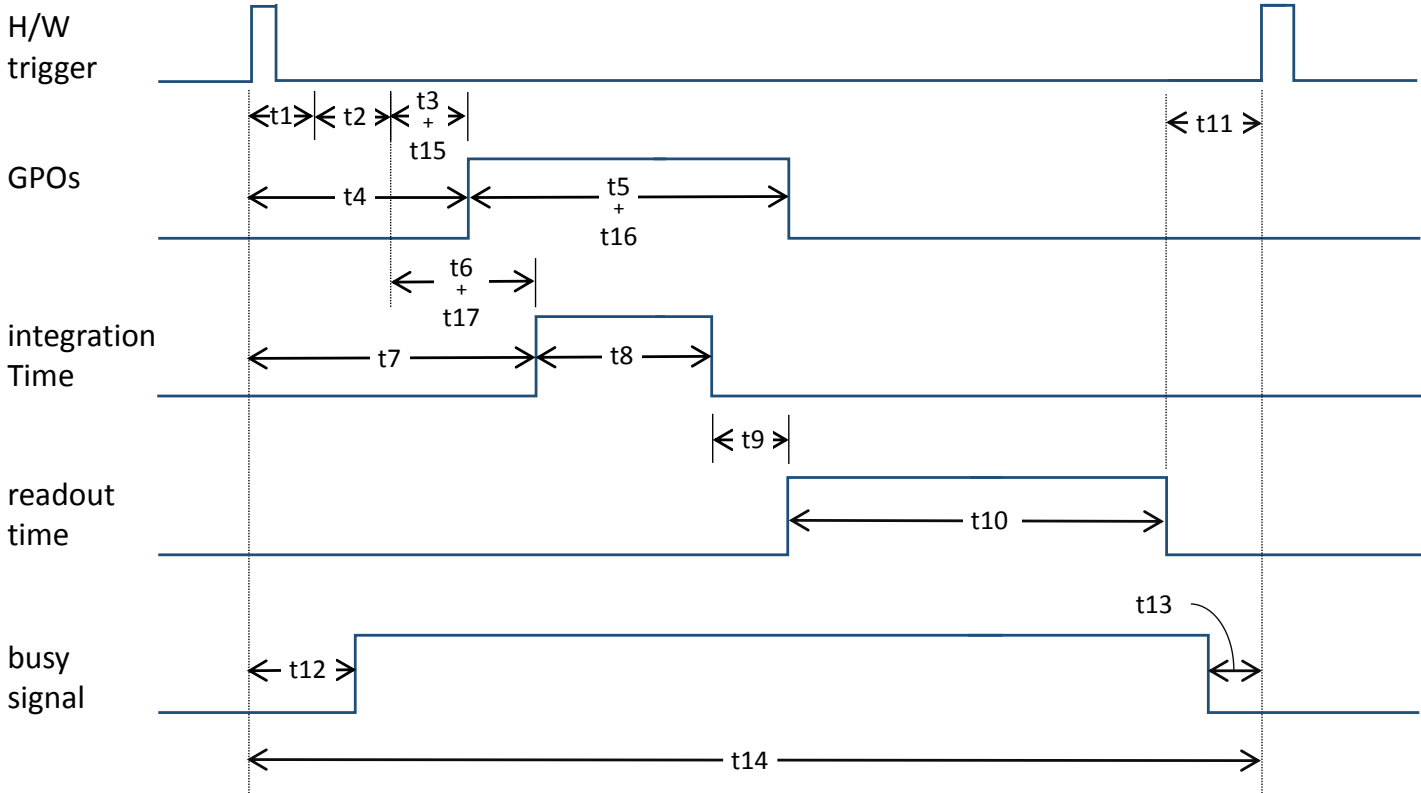 H/W
trigger
t1
t2
t3
+
t15
t11
GPOs
t4
t5
+
t16
t6
+
t17
integration
Time
t7
t8
t9
readout
time
t10
t13
busy
signal
t12
t14